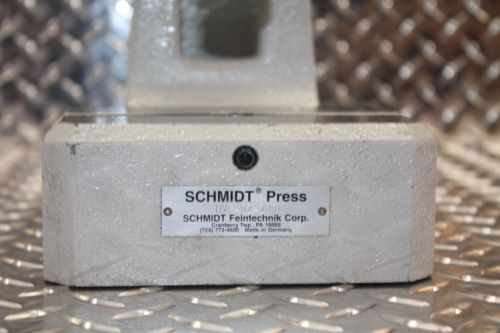 SCHMIDT® Press
SCHMIDT Feintechnik Corp.
Cranberry Twp., PA 16066
(724) 772-4600 Made in Germany